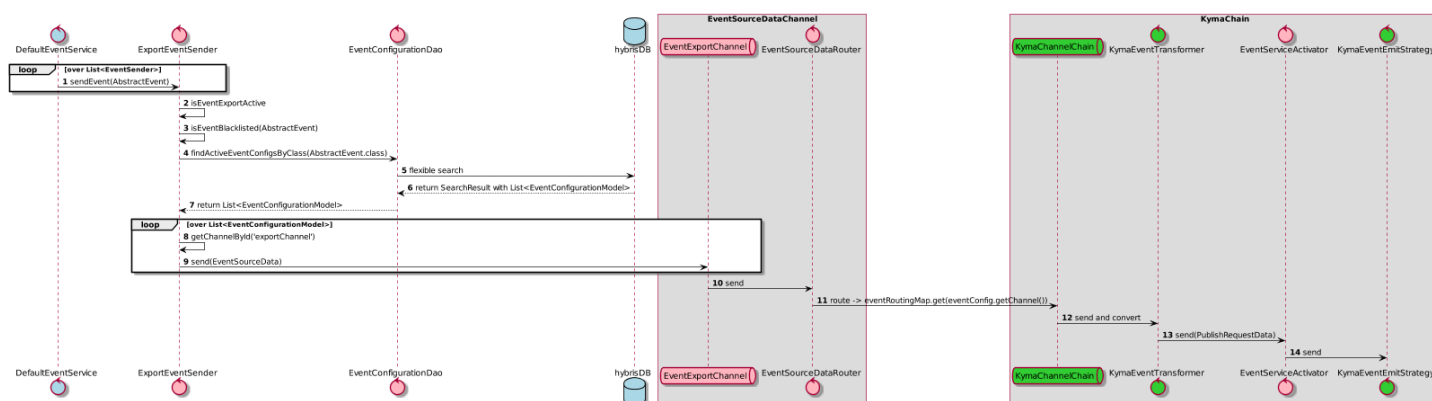 EventSourceDataChannel
KymaChain
DefaultEventService
ExportEventSender
EventConfigurationDao
hybrisDB
EventExportChannel
EventSourceDataRouter
KymaChannelChain
KymaEventTransformer
EventServiceActivator
KymaEventEmitStrategy
loop [over List<EventSender>]
1 sendEvent(AbstractEvent)
2 isEventExportActive
3 isEventBlacklisted(AbstractEvent)
4 findActiveEventConfigsByClass(AbstractEvent.class)
5 flexible search
6 return SearchResult with List<EventConfigurationModel>
7 return List<EventConfigurationModel>
loop [over List<EventConfigurationModel>]
8 getChannelById('exportChannel')
9 send(EventSourceData)
10 send
11 route -> eventRoutingMap.get(eventConfig.getChannel())
12 send and convert
13 send(PublishRequestData)
14 send
DefaultEventService
ExportEventSender
EventConfigurationDao
hybrisDB
EventExportChannel
EventSourceDataRouter
KymaChannelChain
KymaEventTransformer
EventServiceActivator
KymaEventEmitStrategy